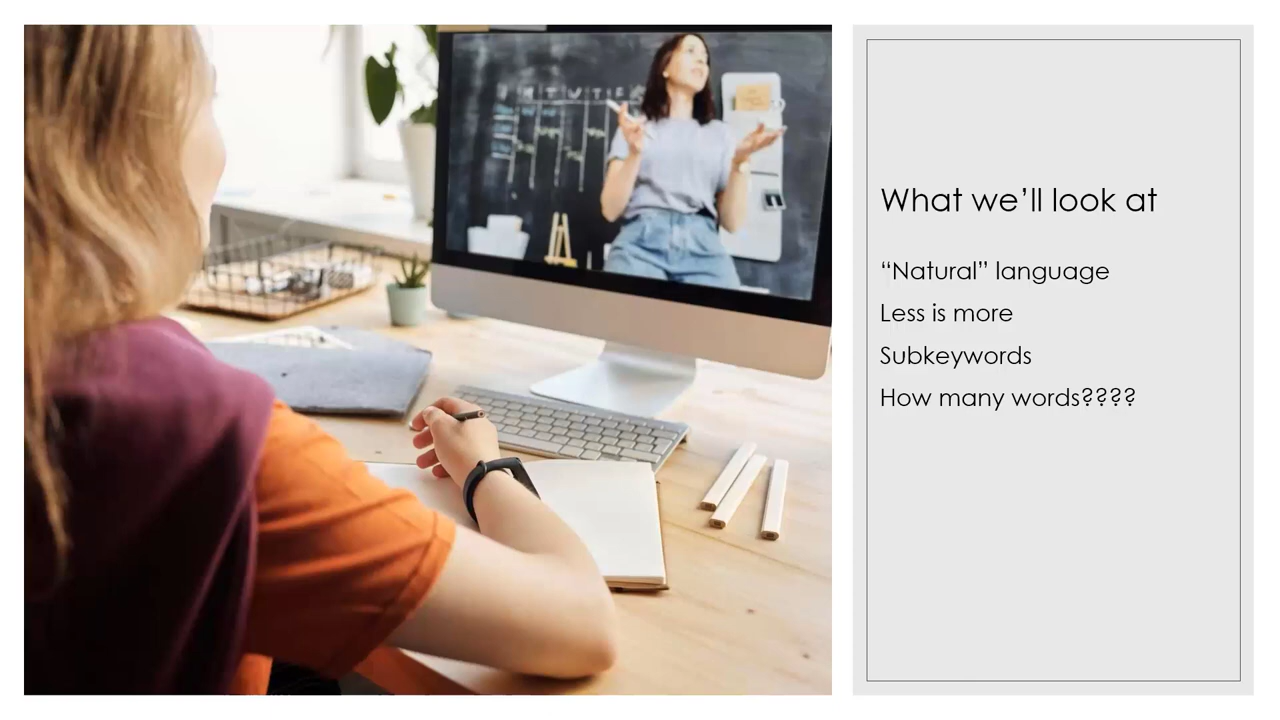 What we’ll look at
“Natural” language
Less is more
Subkeywords
How many words????